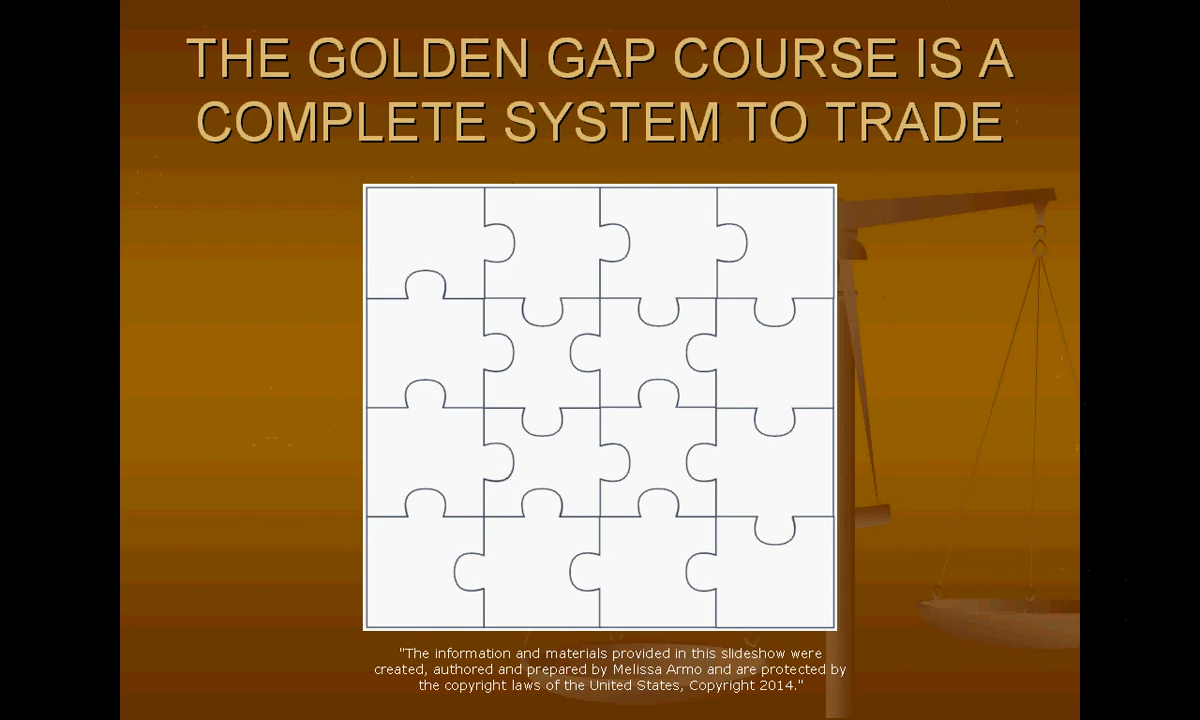 THE GOLDEN GAP COURSE IS A
COMPLETE SYSTEM TO TRADE
"The information and materials provided in this slideshow were
created, authored and prepared by Melissa Armo and are protected by
the copyright laws of the United States, Copyright 2014."